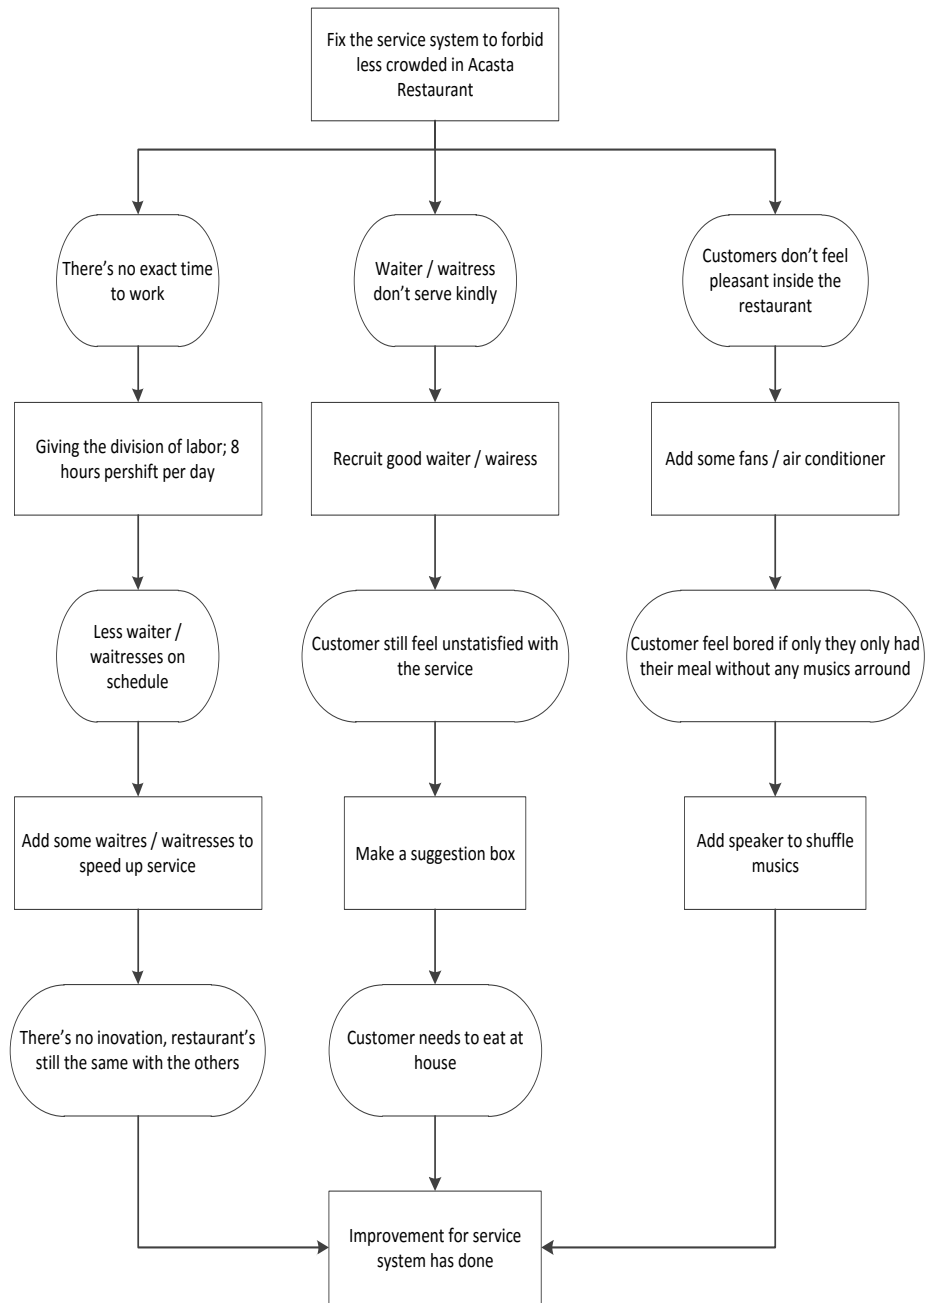 Fix the service system to forbid
less crowded in Acasta
Restaurant
There's no exact time
to work
Waiter / waitress
don't serve kindly
Customers don't feel
pleasant inside the
restaurant
Giving the division of labor; 8
hours pershift per day
Recruit good waiter / wairess
Add some fans / air conditioner
Less waiter /
waitresses on
schedule
Customer still feel unstatisfied with
the service
Customer feel bored if only they only had
their meal without any musics arround
Add some waitres / waitresses to
speed up service
Make a suggestion box
Add speaker to shuffle
musics
There's no inovation, restaurant's
still the same with the others
Customer needs to eat at
house
Improvement for service
system has done